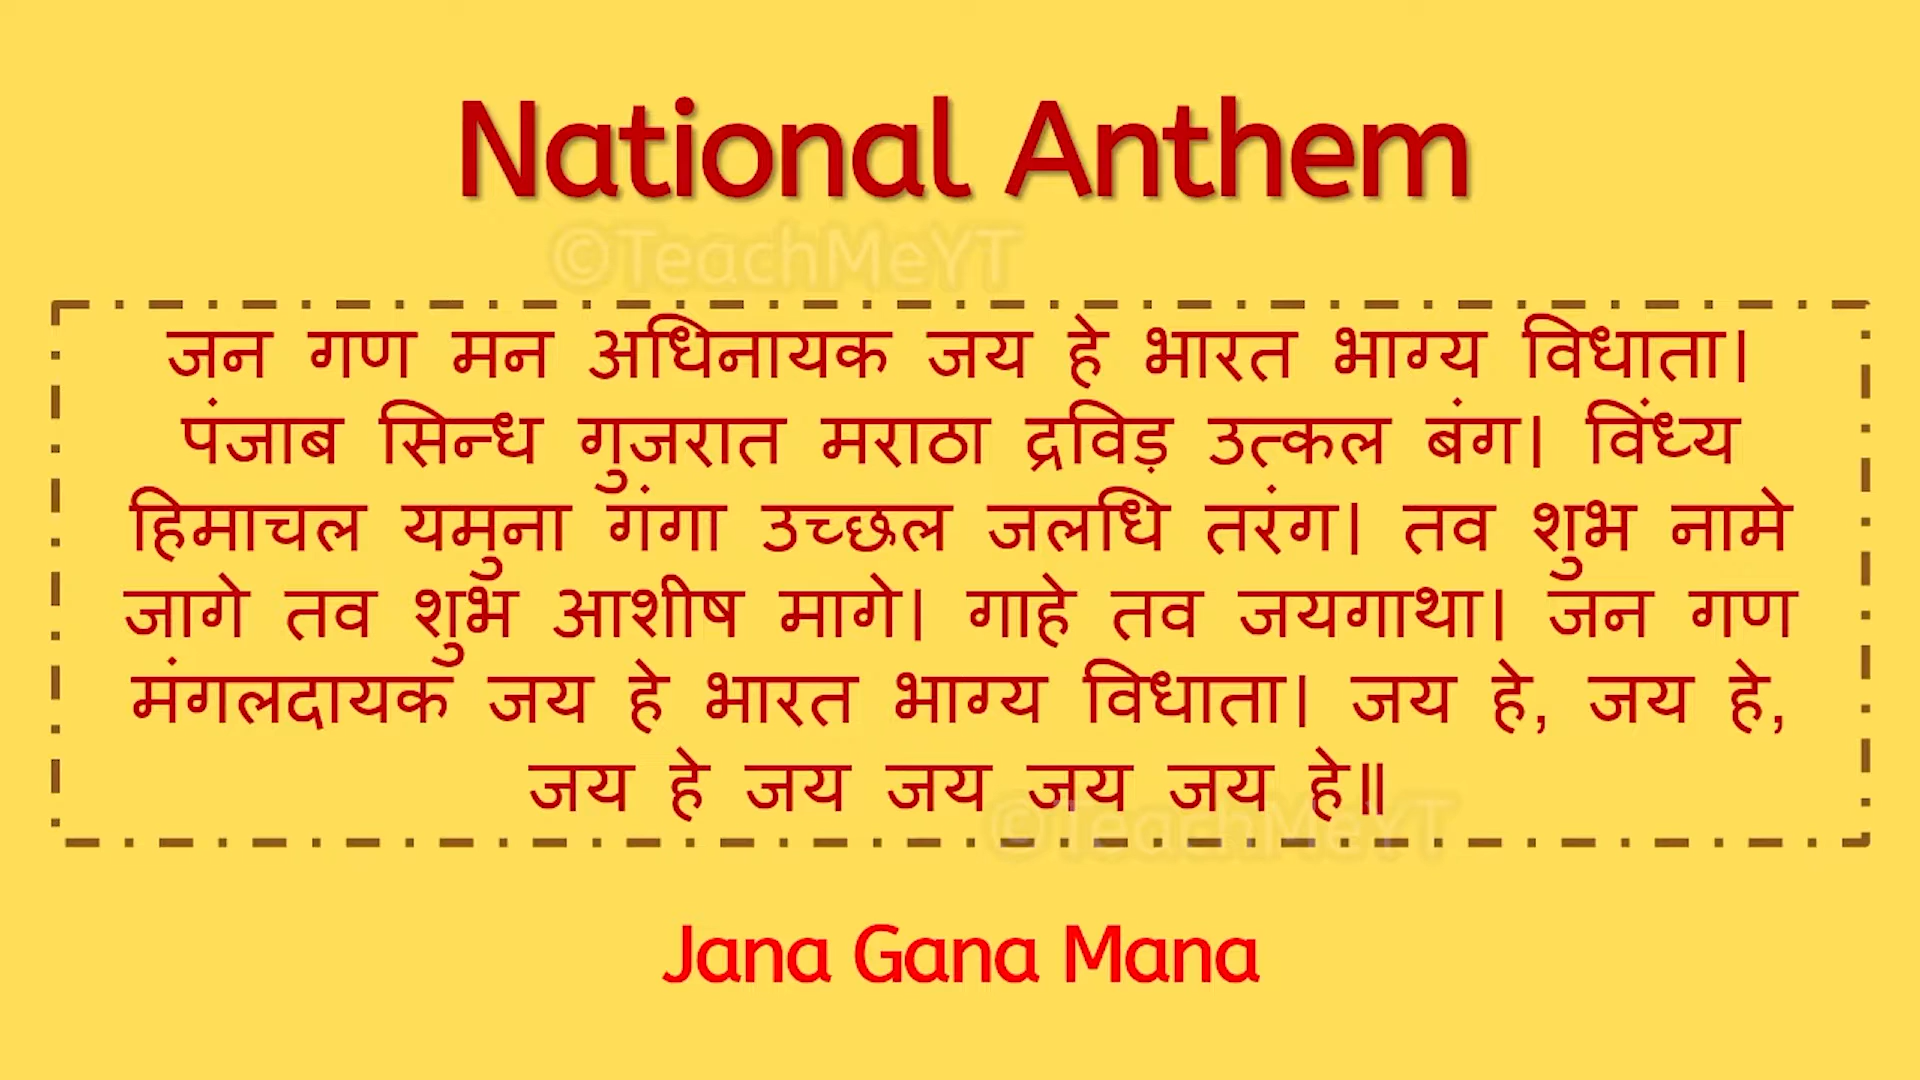 National Anthem
©TeachMeYT
जन गण मन अधिनायक जय हे भारत भाग्य विधाता।
पंजाब सिन्ध गुजरात मराठा द्रविड़ उत्कल बंग। विंध्य
हिमाचल यमुना गंगा उच्छल जलधि तरंग। तव शुभ नामे
जागे तव शुभ आशीष मागे। गाहे तव जयगाथा। जन गण
मंगलदायक जय हे भारत भाग्य विधाता। जय हे, जय हे,
जय हे जय जय जय जय हे॥
©TeachMeYT
Jana Gana Mana